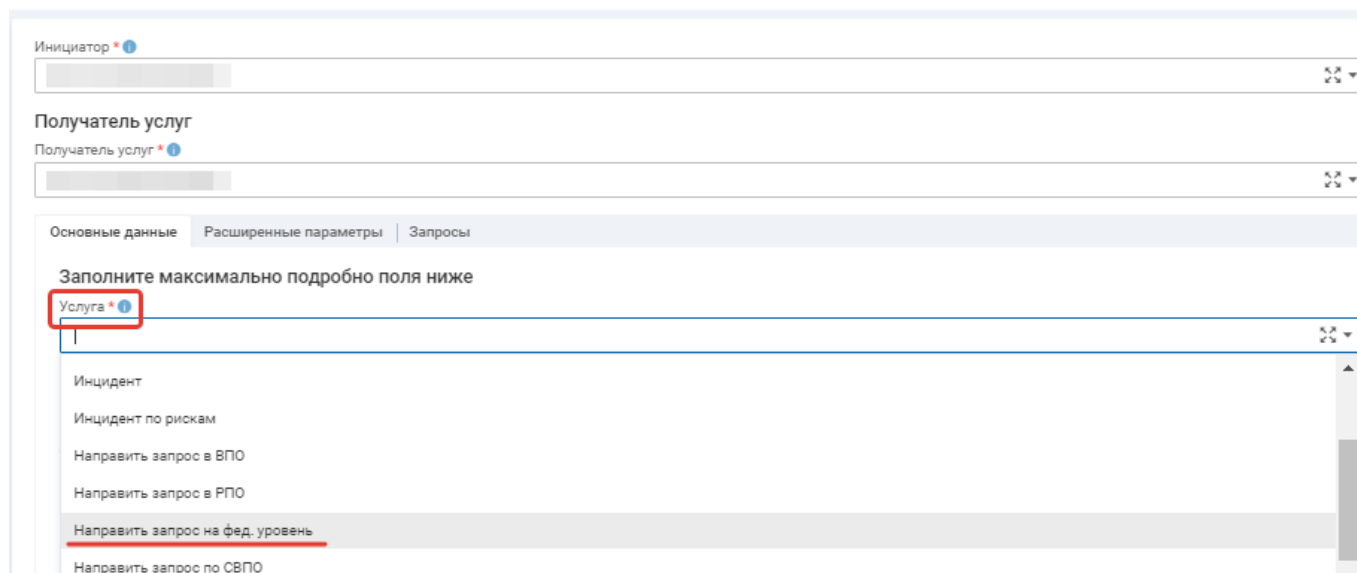 Инициатор *
Получатель услуг
Получатель услуг *
Основные данные Расширенные параметры Запросы
Заполните максимально подробно поля ниже
Услуга *
Инцидент
Инцидент по рискам
Направить запрос в ВПО
Направить запрос в РПО
Направить запрос на фед. уровень
Направить запрос по СВПО